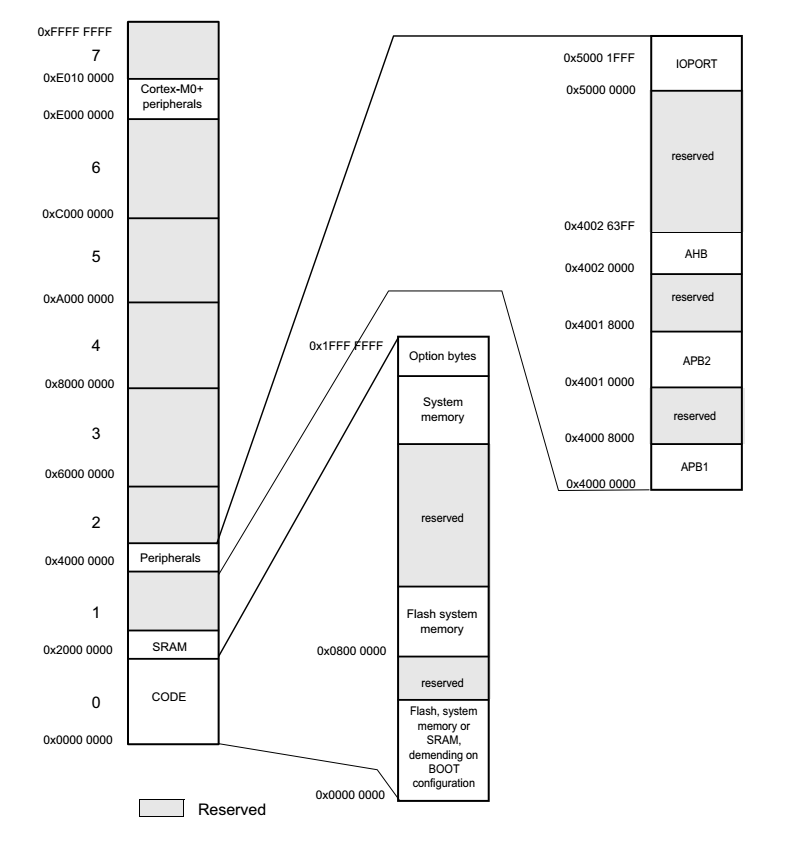 0xFFFF FFFF
7
0xE010 0000
Cortex-M0+
peripherals
0xE000 0000
6
0xC000 0000
5
0xA000 0000
4
0x8000 0000
3
0x6000 0000
2
Peripherals
0x4000 0000
1
SRAM
0x2000 0000
CODE
0
0x0000 0000
Reserved
0x1FFF FFFF
Option bytes
System
memory
reserved
Flash system
memory
0x0800 0000
reserved
Flash, system
memory or
SRAM,
demending on
BOOT
configuration
0x0000 0000
0x5000 1FFF
IOPORT
0x5000 0000
reserved
0x4002 63FF
AHB
0x4002 0000
reserved
0x4001 8000
APB2
0x4001 0000
reserved
0x4000 8000
APB1
0x4000 0000